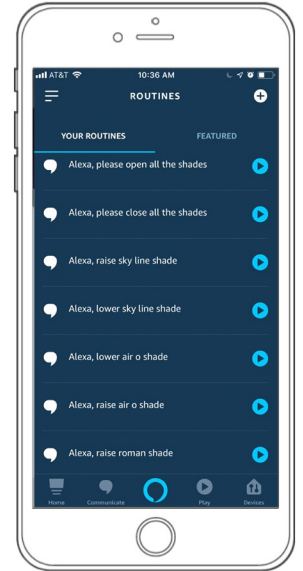 AT&T 10:36 AM
ROUTINES
YOUR ROUTINES FEATURED
Alexa, please open all the shades
Alexa, please close all the shades
Alexa, raise sky line shade
Alexa, lower sky line shade
Alexa, lower air o shade
Alexa, raise air o shade
Alexa, raise roman shade
Home Communicate Play Devices